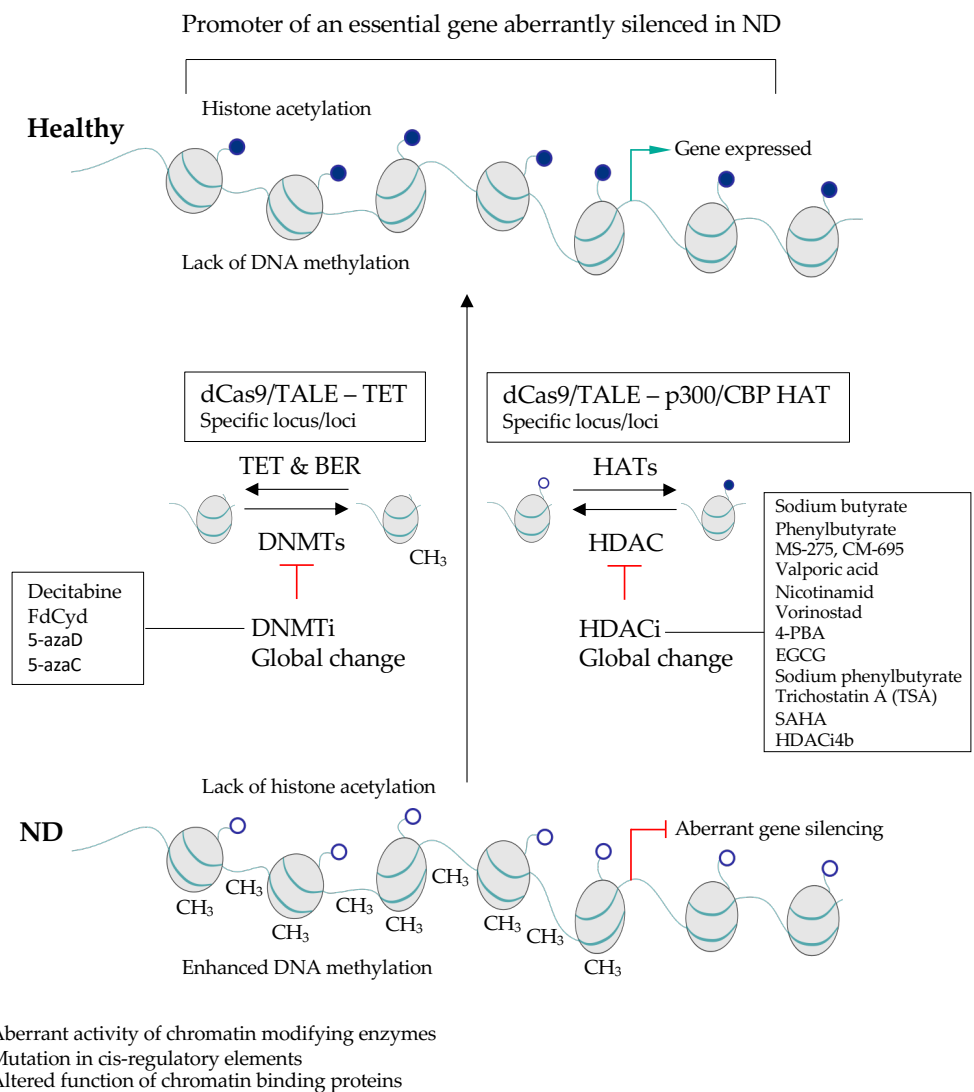 Promoter of an essential gene aberrantly silenced in ND
Histone acetylation
Healthy
Gene expressed
Lack of DNA methylation
dCas9/TALE – TET
Specific locus/loci
dCas9/TALE – p300/CBP HAT
Specific locus/loci
TET & BER
DNMTs
CH₃
HATs
HDAC
Decitabine
FdCyd
5-azaD
5-azaC
DNMTi
Global change
HDACi
Global change
Sodium butyrate
Phenylbutyrate
MS-275, CM-695
Valporic acid
Nicotinamid
Vorinostad
4-PBA
EGCG
Sodium phenylbutyrate
Trichostatin A (TSA)
SAHA
HDACi4b
Lack of histone acetylation
ND
Aberrant gene silencing
CH₃
CH₃
CH₃
CH₃
CH₃
CH₃
CH₃
CH₃
CH₃
Enhanced DNA methylation
Aberrant activity of chromatin modifying enzymes
Mutation in cis-regulatory elements
Altered function of chromatin binding proteins